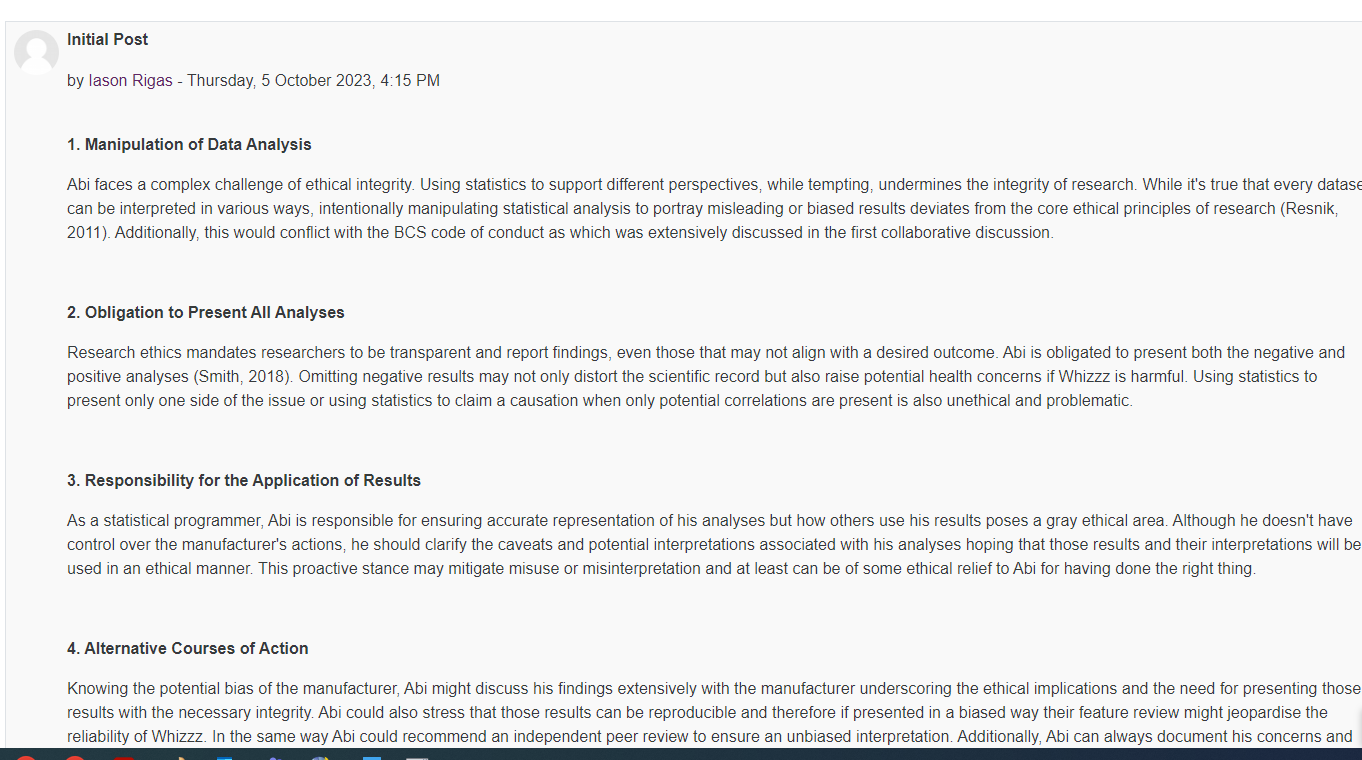 Initial Post
by Iason Rigas - Thursday, 5 October 2023, 4:15 PM
1. Manipulation of Data Analysis
Abi faces a complex challenge of ethical integrity. Using statistics to support different perspectives, while tempting, undermines the integrity of research. While it's true that every datase
can be interpreted in various ways, intentionally manipulating statistical analysis to portray misleading or biased results deviates from the core ethical principles of research (Resnik,
2011). Additionally, this would conflict with the BCS code of conduct as which was extensively discussed in the first collaborative discussion.
2. Obligation to Present All Analyses
Research ethics mandates researchers to be transparent and report findings, even those that may not align with a desired outcome. Abi is obligated to present both the negative and
positive analyses (Smith, 2018). Omitting negative results may not only distort the scientific record but also raise potential health concerns if Whizzz is harmful. Using statistics to
present only one side of the issue or using statistics to claim a causation when only potential correlations are present is also unethical and problematic.
3. Responsibility for the Application of Results
As a statistical programmer, Abi is responsible for ensuring accurate representation of his analyses but how others use his results poses a gray ethical area. Although he doesn't have
control over the manufacturer's actions, he should clarify the caveats and potential interpretations associated with his analyses hoping that those results and their interpretations will be
used in an ethical manner. This proactive stance may mitigate misuse or misinterpretation and at least can be of some ethical relief to Abi for having done the right thing.
4. Alternative Courses of Action
Knowing the potential bias of the manufacturer, Abi might discuss his findings extensively with the manufacturer underscoring the ethical implications and the need for presenting those
results with the necessary integrity. Abi could also stress that those results can be reproducible and therefore if presented in a biased way their feature review might jeopardise the
reliability of Whizzz. In the same way Abi could recommend an independent peer review to ensure an unbiased interpretation. Additionally, Abi can always document his concerns and